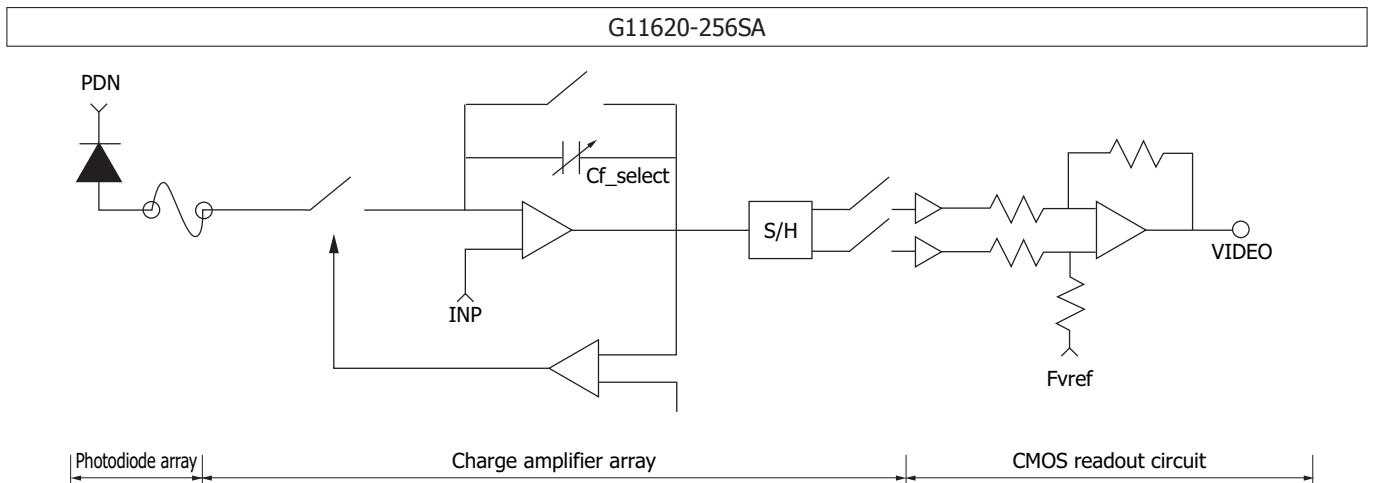 G11620-256SA
PDN
Cf_select
S/H
VIDEO
INP
Fvref
Photodiode array
Charge amplifier array
CMOS readout circuit